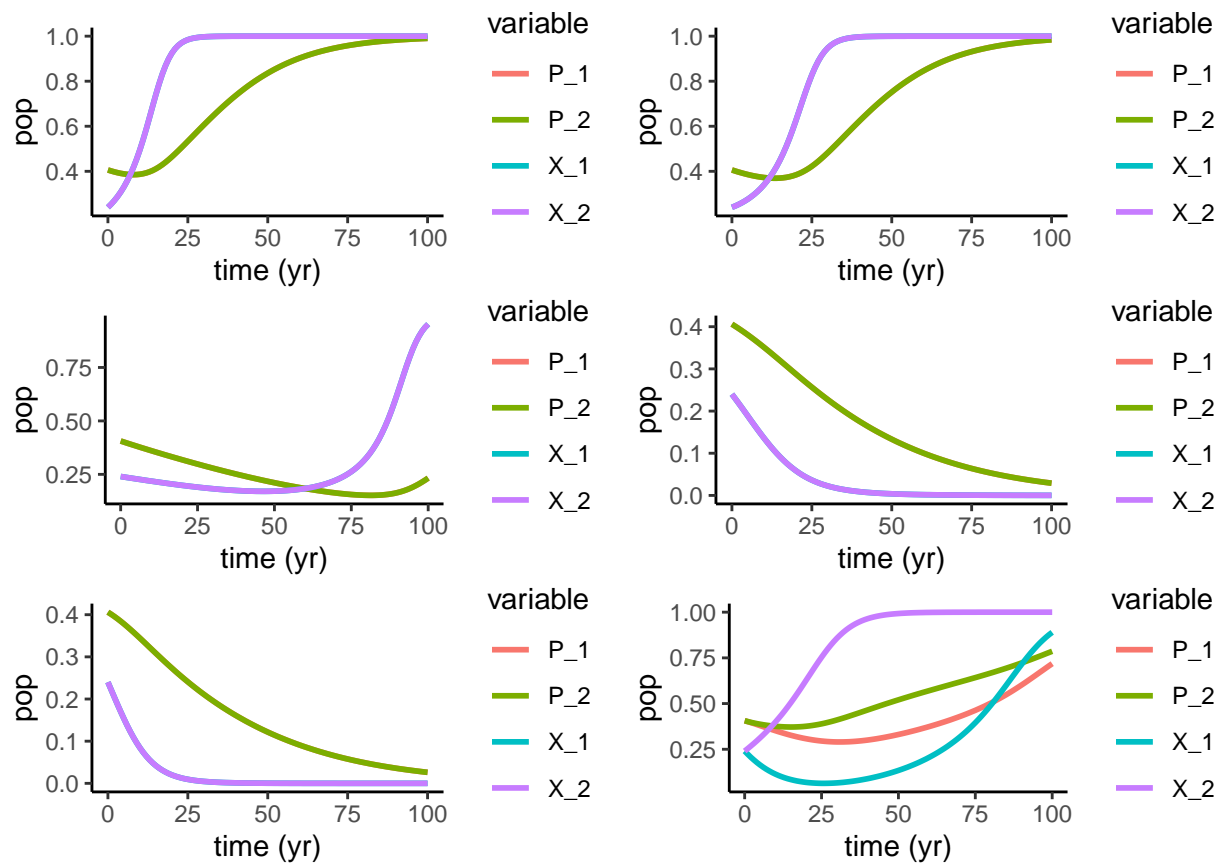 variable
1.0
0.8
0.6
0.4
pop
0
25
50
75
100
time (yr)
P_1
P_2
X_1
X_2
variable
1.0
0.8
0.6
0.4
pop
0
25
50
75
100
time (yr)
P_1
P_2
X_1
X_2
variable
0.75
0.50
0.25
pop
0
25
50
75
100
time (yr)
P_1
P_2
X_1
X_2
variable
0.4
0.3
0.2
0.1
0.0
pop
0
25
50
75
100
time (yr)
P_1
P_2
X_1
X_2
variable
0.4
0.3
0.2
0.1
0.0
pop
0
25
50
75
100
time (yr)
P_1
P_2
X_1
X_2
variable
1.00
0.75
0.50
0.25
pop
0
25
50
75
100
time (yr)
P_1
P_2
X_1
X_2